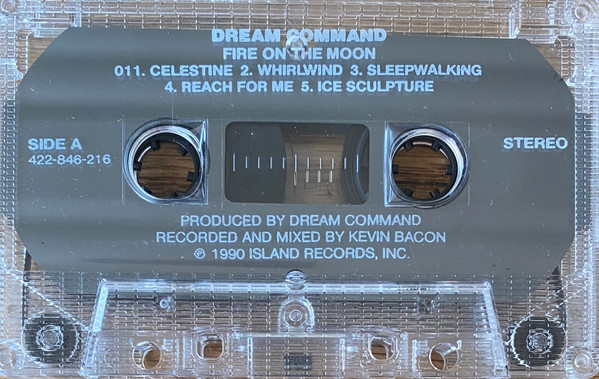 DREAM COMMAND
FIRE ON THE MOON
011. CELESTINE 2. WHIRLWIND 3. SLEEPWALKING
4. REACH FOR ME 5. ICE SCULPTURE
SIDE A
422-846-216
STEREO
PRODUCED BY DREAM COMMAND
RECORDED AND MIXED BY KEVIN BACON
℗ 1990 ISLAND RECORDS, INC.